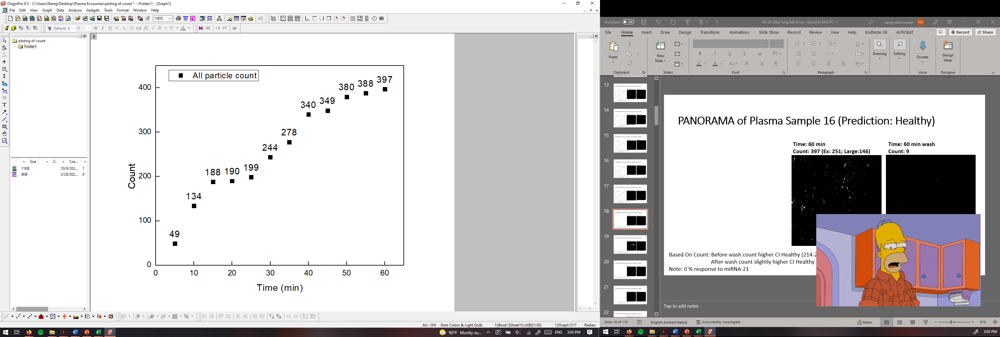 OriginPro 8.5 - C:\Users\Nareg\Desktop\Plasma Exosomes\ploting of count * - /Folder1/ - [Graph1]
File Edit View Graph Data Analysis Gadgets Tools Format Window Help
100%
Default: A 0 B I U
ploting of count
Folder1
Size C. Cre...
11KB 10/9/202... 1
8KB 2/28/202... 0
1
All particle count
Count
400
300
200
100
0
49
134
188
190
199
244
278
340
349
380
388
397
0 10 20 30 40 50 60
Time (min)
AU : ON Dark Colors & Light Grids 1:[Book1]Sheet1!Col(B)[1:30] 1:[Graph1]1!1 Radian
90°F Mostly su... ENG 3:05 PM
AutoSave Off 04-20-2022 lung blind tes • Saved to this PC nareg ohannesian NO
File Home Insert Draw Design Transitions Animations Slide Show Record Review View Help EndNote X8 ACROBAT Record Share
Paste
New Slide
18
B I U S ab AV
Aa A A
Drawing
Editing
Dictate
Design Ideas
Clipboard Slides Font Paragraph Voice Designer
13
14
15
16
17
18
19
20
21
22
PANORAMA of Plasma Sample 16 (Prediction: Healthy)
Time: 60 min
Count: 397 (Ex: 251; Large:146)
Time: 60 min wash
Count: 9
Based On Count: Before wash count higher CI Healthy (214-2
After wash count slightly higher CI Healthy
Note: 0 % response to miRNA-21
Tap to add notes
Slide 18 of 110 English (United States) Accessibility: Investigate Notes 81%
3:05 PM